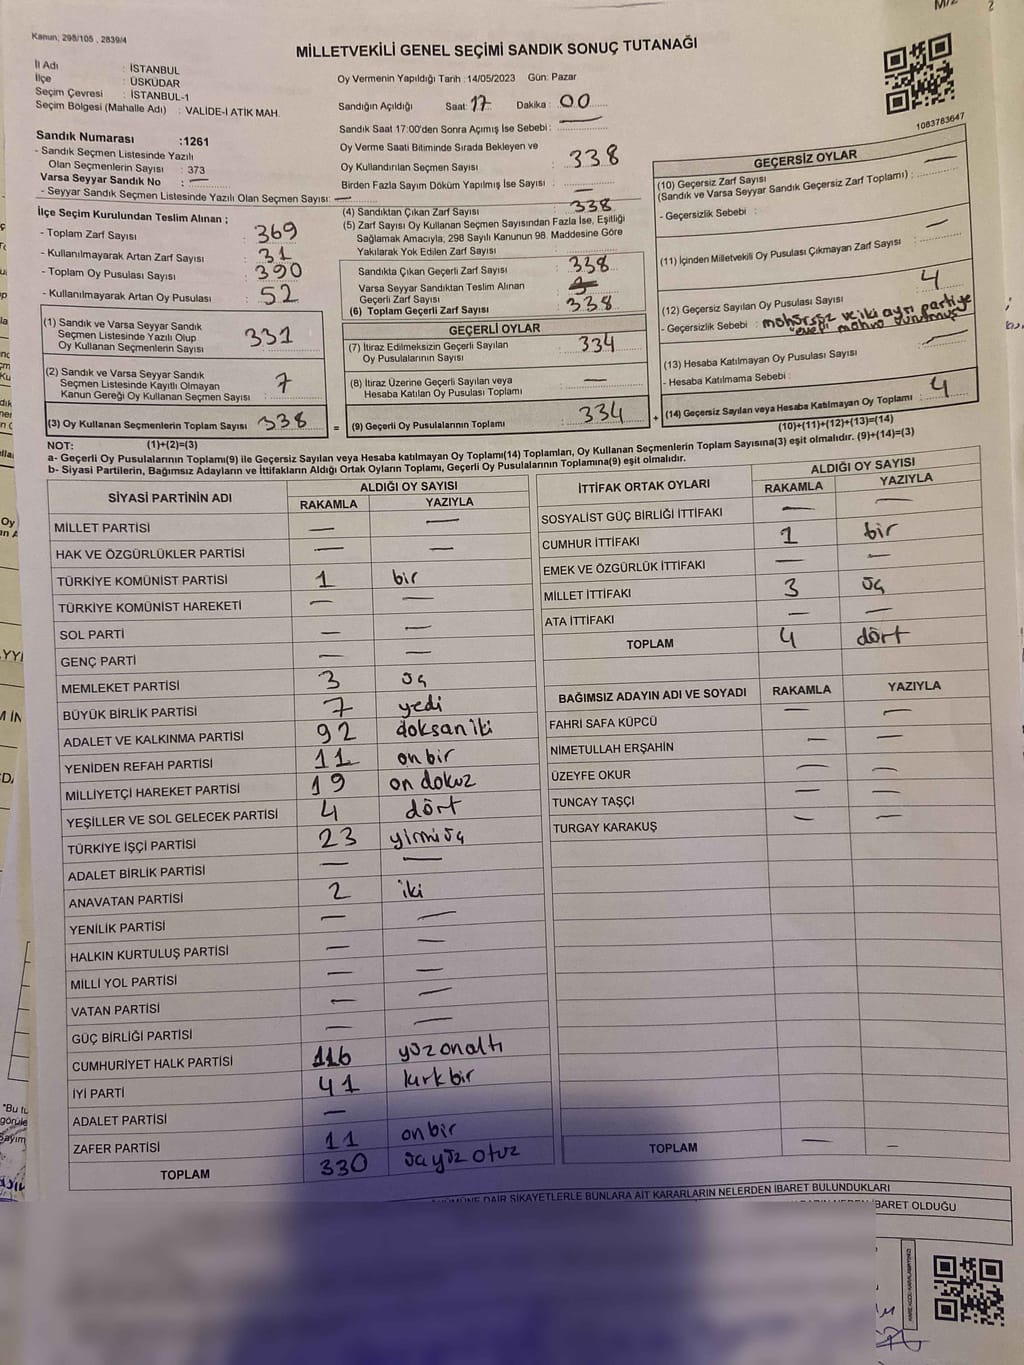 Kanun; 298/105 , 2839/4
MİLLETVEKİLİ GENEL SEÇİMİ SANDIK SONUÇ TUTANAĞI
İl Adı : İSTANBUL
İlçe : ÜSKÜDAR
Seçim Çevresi : İSTANBUL-1
Seçim Bölgesi (Mahalle Adı) : VALİDE-İ ATİK MAH.
Sandık Numarası :1261
- Sandık Seçmen Listesinde Yazılı
Olan Seçmenlerin Sayısı : 373
Varsa Seyyar Sandık No : —
- Seyyar Sandık Seçmen Listesinde Yazılı Olan Seçmen Sayısı: —
Oy Vermenin Yapıldığı Tarih :14/05/2023 Gün: Pazar
Sandığın Açıldığı Saat: 17 Dakika : 00
Sandık Saat 17:00'den Sonra Açımış İse Sebebi : —
Oy Verme Saati Bitiminde Sırada Bekleyen ve
Oy Kullandırılan Seçmen Sayısı : 338
Birden Fazla Sayım Döküm Yapılmış İse Sayısı : —
1083783647
İlçe Seçim Kurulundan Teslim Alınan ;
- Toplam Zarf Sayısı : 369
- Kullanılmayarak Artan Zarf Sayısı : 31
- Toplam Oy Pusulası Sayısı : 390
- Kullanılmayarak Artan Oy Pusulası : 52
(1) Sandık ve Varsa Seyyar Sandık
Seçmen Listesinde Yazılı Olup
Oy Kullanan Seçmenlerin Sayısı 331
(2) Sandık ve Varsa Seyyar Sandık
Seçmen Listesinde Kayıtlı Olmayan
Kanun Gereği Oy Kullanan Seçmen Sayısı : 7
(3) Oy Kullanan Seçmenlerin Toplam Sayısı : 338
(4) Sandıktan Çıkan Zarf Sayısı : 338
(5) Zarf Sayısı Oy Kullanan Seçmen Sayısından Fazla İse, Eşitliği
Sağlamak Amacıyla; 298 Sayılı Kanunun 98. Maddesine Göre
Yakılarak Yok Edilen Zarf Sayısı :
Sandıkta Çıkan Geçerli Zarf Sayısı : 338
Varsa Seyyar Sandıktan Teslim Alınan
Geçerli Zarf Sayısı :
(6) Toplam Geçerli Zarf Sayısı : 338
GEÇERLİ OYLAR
(7) İtiraz Edilmeksizin Geçerli Sayılan
Oy Pusulalarının Sayısı : 334
(8) İtiraz Üzerine Geçerli Sayılan veya
Hesaba Katılan Oy Pusulası Toplamı : —
= (9) Geçerli Oy Pusulalarının Toplamı : 334
GEÇERSİZ OYLAR
(10) Geçersiz Zarf Sayısı —
(Sandık ve Varsa Seyyar Sandık Geçersiz Zarf Toplamı) : —
- Geçersizlik Sebebi :
(11) İçinden Milletvekili Oy Pusulası Çıkmayan Zarf Sayısı : —
(12) Geçersiz Sayılan Oy Pusulası Sayısı : 4
- Geçersizlik Sebebi : mühürsüz ve iki ayrı partiye
(13) Hesaba Katılmayan Oy Pusulası Sayısı : —
- Hesaba Katılmama Sebebi :
+ (14) Geçersiz Sayılan veya Hesaba Katılmayan Oy Toplamı : 4
(10)+(11)+(12)+(13)=(14)
NOT: (1)+(2)=(3)
a- Geçerli Oy Pusulalarının Toplamı(9) ile Geçersiz Sayılan veya Hesaba katılmayan Oy Toplamı(14) Toplamları, Oy Kullanan Seçmenlerin Toplam Sayısına(3) eşit olmalıdır. (9)+(14)=(3)
b- Siyasi Partilerin, Bağımsız Adayların ve İttifakların Aldığı Ortak Oyların Toplamı, Geçerli Oy Pusulalarının Toplamına(9) eşit olmalıdır.
SİYASİ PARTİNİN ADI ALDIĞI OY SAYISI
RAKAMLA YAZIYLA
MİLLET PARTİSİ — —
HAK VE ÖZGÜRLÜKLER PARTİSİ — —
TÜRKİYE KOMÜNİST PARTİSİ 1 bir
TÜRKİYE KOMÜNİST HAREKETİ — —
SOL PARTİ — —
GENÇ PARTİ — —
MEMLEKET PARTİSİ 3 üç
BÜYÜK BİRLİK PARTİSİ 7 yedi
ADALET VE KALKINMA PARTİSİ 92 doksaniki
YENİDEN REFAH PARTİSİ 11 onbir
MİLLİYETÇİ HAREKET PARTİSİ 19 on dokuz
YEŞİLLER VE SOL GELECEK PARTİSİ 4 dört
TÜRKİYE İŞÇİ PARTİSİ 23 yirmiüç
ADALET BİRLİK PARTİSİ — —
ANAVATAN PARTİSİ 2 iki
YENİLİK PARTİSİ — —
HALKIN KURTULUŞ PARTİSİ — —
MİLLİ YOL PARTİSİ — —
VATAN PARTİSİ — —
GÜÇ BİRLİĞİ PARTİSİ — —
CUMHURİYET HALK PARTİSİ 116 yüzonaltı
İYİ PARTİ 41 kırkbir
ADALET PARTİSİ —
ZAFER PARTİSİ 11 onbir
TOPLAM 330 üçyüz otuz
İTTİFAK ORTAK OYLARI ALDIĞI OY SAYISI
RAKAMLA YAZIYLA
SOSYALİST GÜÇ BİRLİĞİ İTTİFAKI — —
CUMHUR İTTİFAKI 1 bir
EMEK VE ÖZGÜRLÜK İTTİFAKI — —
MİLLET İTTİFAKI 3 üç
ATA İTTİFAKI — —
TOPLAM 4 dört
BAĞIMSIZ ADAYIN ADI VE SOYADI RAKAMLA YAZIYLA
FAHRİ SAFA KÜPCÜ — —
NİMETULLAH ERŞAHİN — —
ÜZEYFE OKUR — —
TUNCAY TAŞÇI — —
TURGAY KARAKUŞ — —
TOPLAM — —
DAİR ŞİKAYETLERLE BUNLARA AİT KARARLARIN NELERDEN İBARET BULUNDUKLARI
İBARET OLDUĞU